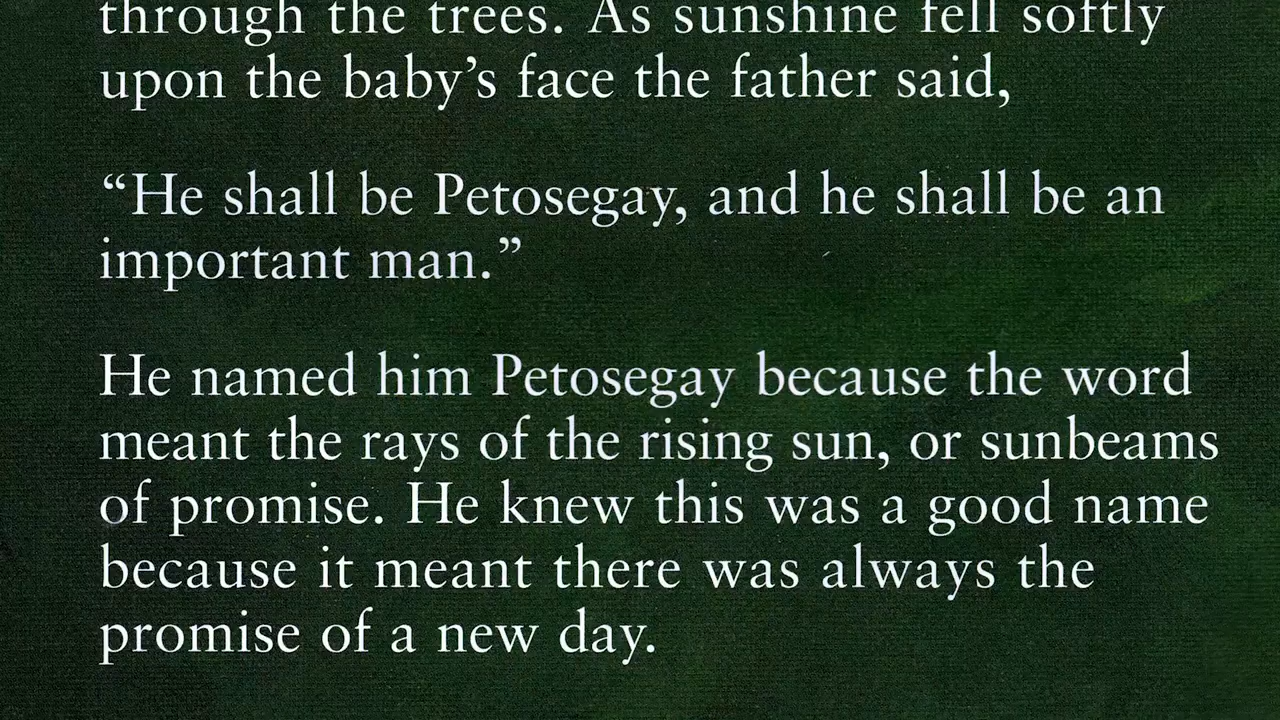 through the trees. As sunshine fell softly
upon the baby’s face the father said,
“He shall be Petosegay, and he shall be an
important man.”
He named him Petosegay because the word
meant the rays of the rising sun, or sunbeams
of promise. He knew this was a good name
because it meant there was always the
promise of a new day.